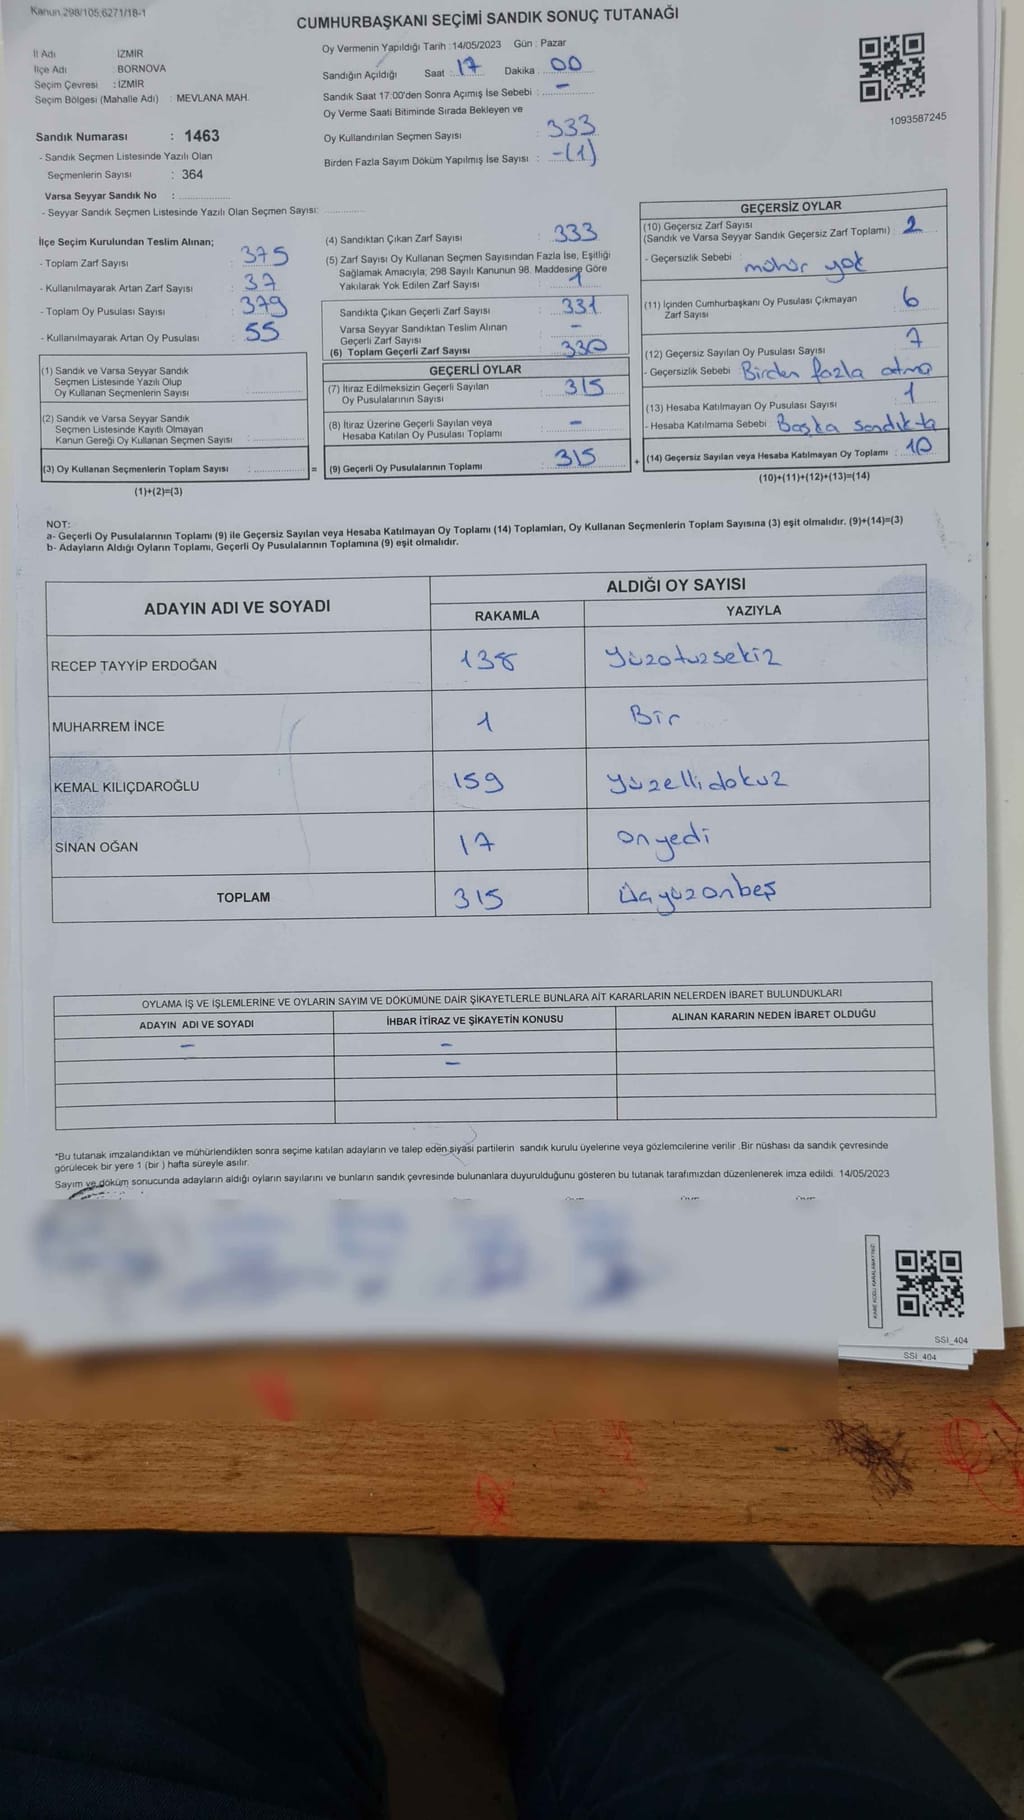 Kanun 298/105,6271/18-1
CUMHURBAŞKANI SEÇİMİ SANDIK SONUÇ TUTANAĞI
İl Adı İZMİR
İlçe Adı BORNOVA
Seçim Çevresi : İZMİR
Seçim Bölgesi (Mahalle Adı) : MEVLANA MAH.
Sandık Numarası : 1463
- Sandık Seçmen Listesinde Yazılı Olan
Seçmenlerin Sayısı : 364
Varsa Seyyar Sandık No :
- Seyyar Sandık Seçmen Listesinde Yazılı Olan Seçmen Sayısı:
Oy Vermenin Yapıldığı Tarih : 14/05/2023 Gün : Pazar
Sandığın Açıldığı Saat : 17 Dakika : 00
Sandık Saat 17:00'den Sonra Açımış İse Sebebi : -
Oy Verme Saati Bitiminde Sırada Bekleyen ve
Oy Kullandırılan Seçmen Sayısı : 333
Birden Fazla Sayım Döküm Yapılmış İse Sayısı : -(1)
1093587245
İlçe Seçim Kurulundan Teslim Alınan;
- Toplam Zarf Sayısı : 375
- Kullanılmayarak Artan Zarf Sayısı : 37
- Toplam Oy Pusulası Sayısı : 379
- Kullanılmayarak Artan Oy Pusulası : 55
(1) Sandık ve Varsa Seyyar Sandık
Seçmen Listesinde Yazılı Olup
Oy Kullanan Seçmenlerin Sayısı :
(2) Sandık ve Varsa Seyyar Sandık
Seçmen Listesinde Kayıtlı Olmayan
Kanun Gereği Oy Kullanan Seçmen Sayısı :
(3) Oy Kullanan Seçmenlerin Toplam Sayısı :
(1)+(2)=(3)
(4) Sandıktan Çıkan Zarf Sayısı : 333
(5) Zarf Sayısı Oy Kullanan Seçmen Sayısından Fazla İse, Eşitliği
Sağlamak Amacıyla, 298 Sayılı Kanunun 98. Maddesine Göre
Yakılarak Yok Edilen Zarf Sayısı : 1
Sandıkta Çıkan Geçerli Zarf Sayısı : 331
Varsa Seyyar Sandıktan Teslim Alınan
Geçerli Zarf Sayısı : -
(6) Toplam Geçerli Zarf Sayısı : 330
GEÇERLİ OYLAR
(7) İtiraz Edilmeksizin Geçerli Sayılan
Oy Pusulalarının Sayısı : 315
(8) İtiraz Üzerine Geçerli Sayılan veya
Hesaba Katılan Oy Pusulası Toplamı : -
= (9) Geçerli Oy Pusulalarının Toplamı : 315
GEÇERSİZ OYLAR
(10) Geçersiz Zarf Sayısı
(Sandık ve Varsa Seyyar Sandık Geçersiz Zarf Toplamı) : 2
- Geçersizlik Sebebi : mühür yok
(11) İçinden Cumhurbaşkanı Oy Pusulası Çıkmayan
Zarf Sayısı : 6
(12) Geçersiz Sayılan Oy Pusulası Sayısı : 7
- Geçersizlik Sebebi Birden fazla atma
(13) Hesaba Katılmayan Oy Pusulası Sayısı : 1
- Hesaba Katılmama Sebebi Başka sandıkta
+ (14) Geçersiz Sayılan veya Hesaba Katılmayan Oy Toplamı : 10
(10)+(11)+(12)+(13)=(14)
NOT:
a- Geçerli Oy Pusulalarının Toplamı (9) ile Geçersiz Sayılan veya Hesaba Katılmayan Oy Toplamı (14) Toplamları, Oy Kullanan Seçmenlerin Toplam Sayısına (3) eşit olmalıdır. (9)+(14)=(3)
b- Adayların Aldığı Oyların Toplamı, Geçerli Oy Pusulalarının Toplamına (9) eşit olmalıdır.
ADAYIN ADI VE SOYADI
ALDIĞI OY SAYISI
RAKAMLA YAZIYLA
RECEP TAYYİP ERDOĞAN 138 Yüzotuzsekiz
MUHARREM İNCE 1 Bir
KEMAL KILIÇDAROĞLU 159 Yüzellidokuz
SİNAN OĞAN 17 Onyedi
TOPLAM 315 Üçyüzonbeş
OYLAMA İŞ VE İŞLEMLERİNE VE OYLARIN SAYIM VE DÖKÜMÜNE DAİR ŞİKAYETLERLE BUNLARA AİT KARARLARIN NELERDEN İBARET BULUNDUKLARI
ADAYIN ADI VE SOYADI İHBAR İTİRAZ VE ŞİKAYETİN KONUSU ALINAN KARARIN NEDEN İBARET OLDUĞU
- -
-
*Bu tutanak imzalandıktan ve mühürlendikten sonra seçime katılan adayların ve talep eden siyasi partilerin sandık kurulu üyelerine veya gözlemcilerine verilir .Bir nüshası da sandık çevresinde
görülecek bir yere 1 (bir ) hafta süreyle asılır.
Sayım ve döküm sonucunda adayların aldığı oyların sayılarını ve bunların sandık çevresinde bulunanlara duyurulduğunu gösteren bu tutanak tarafımızdan düzenlenerek imza edildi. 14/05/2023
KARE KODU KARALAMAYINIZ!
SSI_404
SSI_404